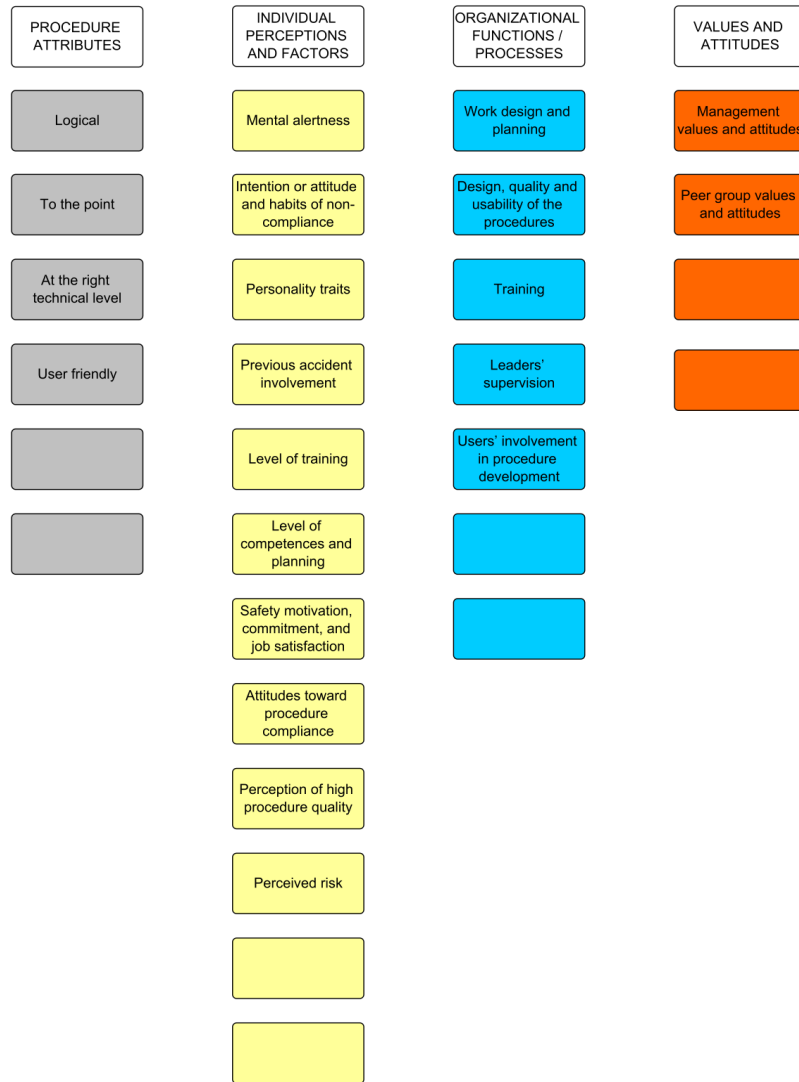 PROCEDURE
ATTRIBUTES
Logical
To the point
At the right
technical level
User friendly
INDIVIDUAL
PERCEPTIONS
AND FACTORS
Mental alertness
Intention or attitude
and habits of non-
compliance
Personality traits
Previous accident
involvement
Level of training
Level of
competences and
planning
Safety motivation,
commitment, and
job satisfaction
Attitudes toward
procedure
compliance
Perception of high
procedure quality
Perceived risk
ORGANIZATIONAL
FUNCTIONS /
PROCESSES
Work design and
planning
Design, quality and
usability of the
procedures
Training
Leaders’
supervision
Users’ involvement
in procedure
development
VALUES AND
ATTITUDES
Management
values and attitudes
Peer group values
and attitudes